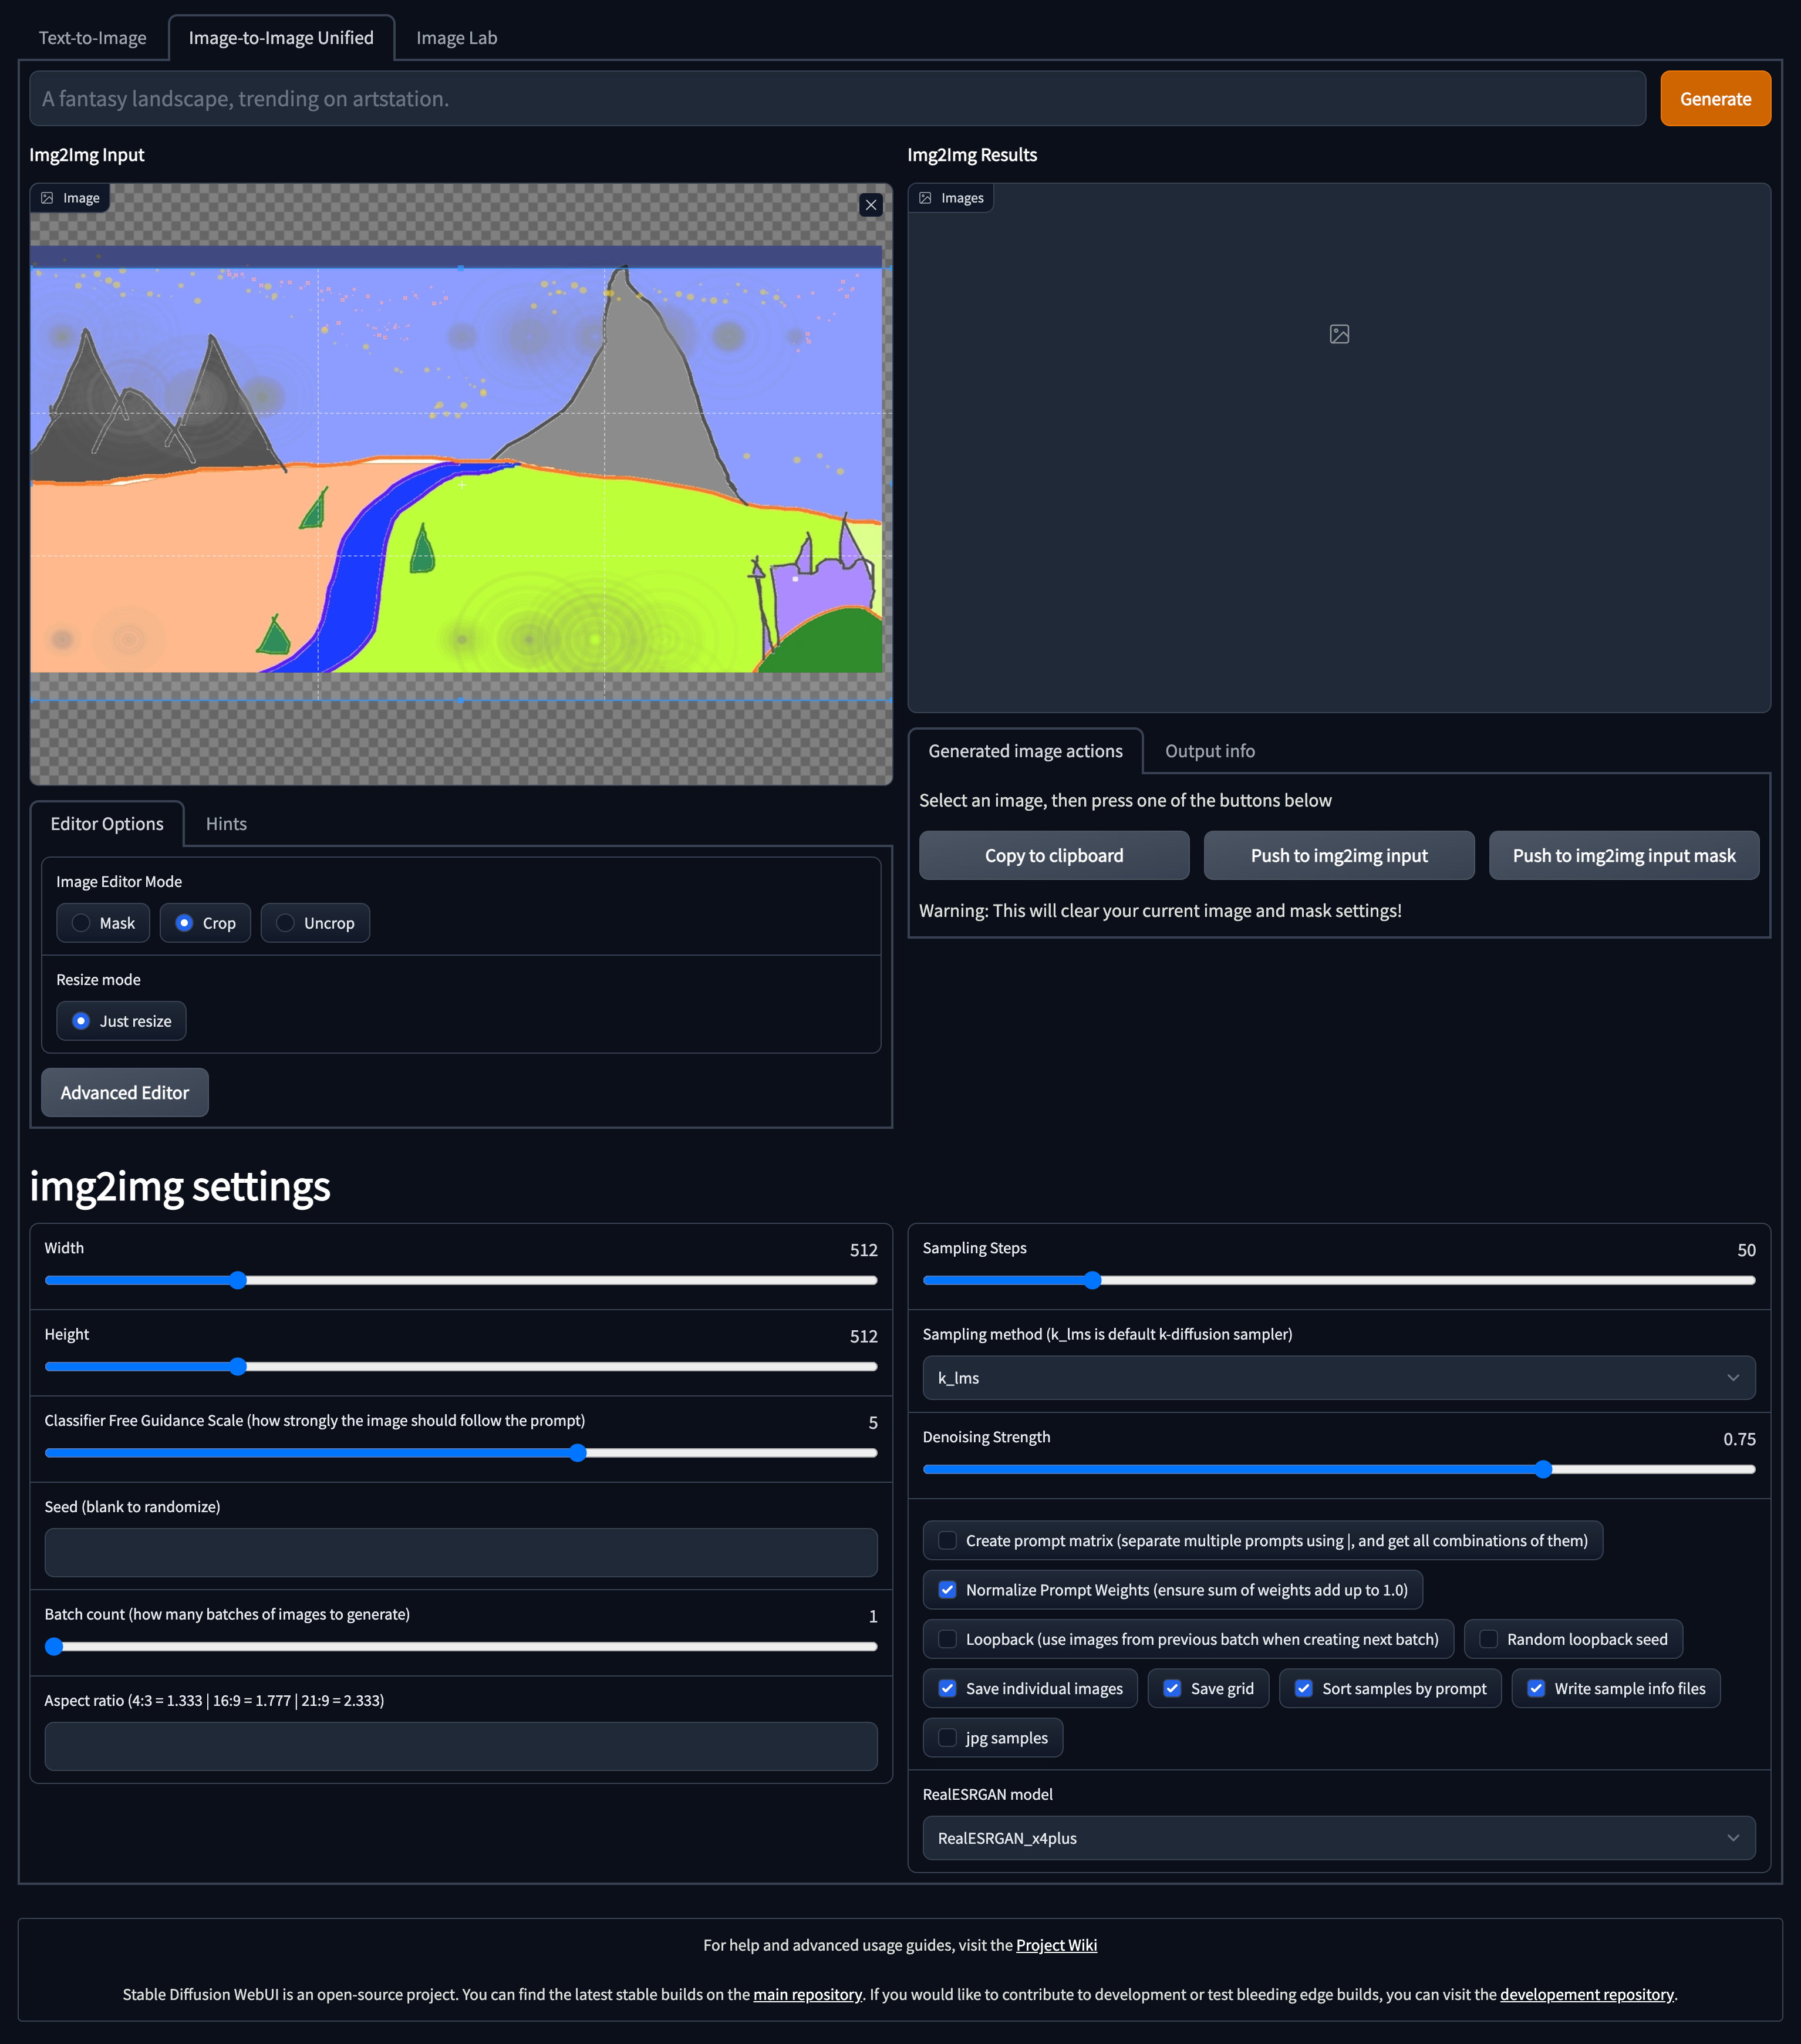 Text-to-Image
Image-to-Image Unified
Image Lab
A fantasy landscape, trending on artstation.
Generate
Img2Img Input
Image
Editor Options
Hints
Image Editor Mode
Mask
Crop
Uncrop
Resize mode
Just resize
Advanced Editor
Img2Img Results
Images
Generated image actions
Output info
Select an image, then press one of the buttons below
Copy to clipboard
Push to img2img input
Push to img2img input mask
Warning: This will clear your current image and mask settings!
img2img settings
Width
512
Height
512
Classifier Free Guidance Scale (how strongly the image should follow the prompt)
5
Seed (blank to randomize)
Batch count (how many batches of images to generate)
1
Aspect ratio (4:3 = 1.333 | 16:9 = 1.777 | 21:9 = 2.333)
Sampling Steps
50
Sampling method (k_lms is default k-diffusion sampler)
k_lms
Denoising Strength
0.75
Create prompt matrix (separate multiple prompts using |, and get all combinations of them)
Normalize Prompt Weights (ensure sum of weights add up to 1.0)
Loopback (use images from previous batch when creating next batch)
Random loopback seed
Save individual images
Save grid
Sort samples by prompt
Write sample info files
jpg samples
RealESRGAN model
RealESRGAN_x4plus
For help and advanced usage guides, visit the Project Wiki
Stable Diffusion WebUI is an open-source project. You can find the latest stable builds on the main repository. If you would like to contribute to development or test bleeding edge builds, you can visit the developement repository.